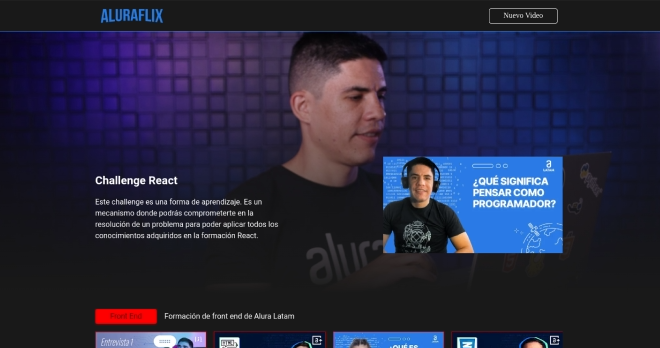 ALURAFLIX
Nuevo Video
Challenge React
Este challenge es una forma de aprendizaje. Es un
mecanismo donde podrás comprometerte en la
resolución de un problema para poder aplicar todos los
conocimientos adquiridos en la formación React.
alura
a
¿QUÉ SIGNIFICA
PENSAR COMO
PROGRAMADOR?
Front End
Formación de front end de Alura Latam
Entrevista 1
HTML
¿QUÉ ES